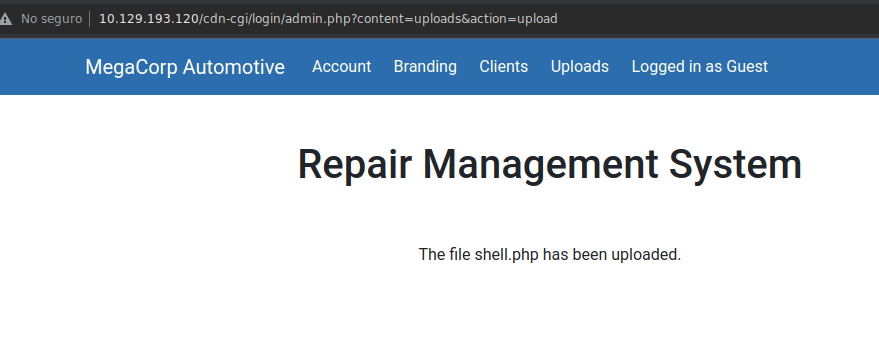 No seguro 10.129.193.120/cdn-cgi/login/admin.php?content=uploads&action=upload
MegaCorp Automotive Account Branding Clients Uploads Logged in as Guest
Repair Management System
The file shell.php has been uploaded.